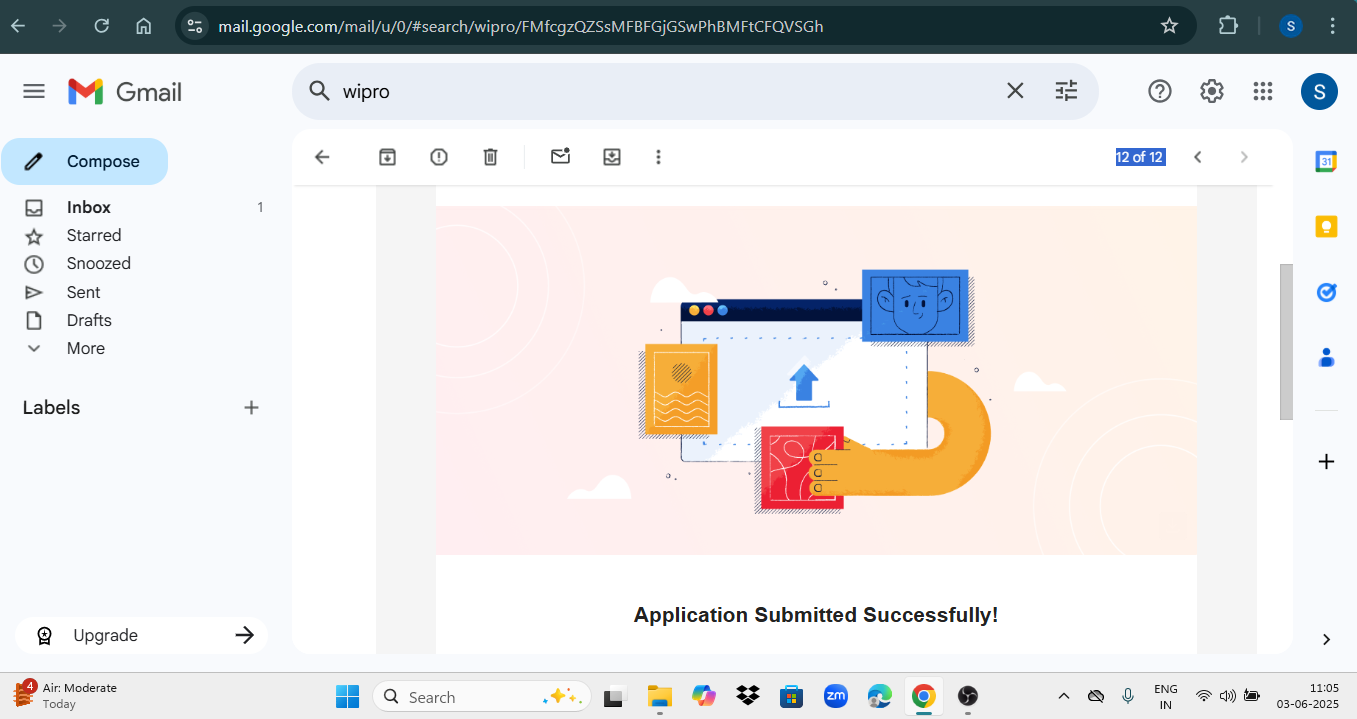 mail.google.com/mail/u/0/#search/wipro/FMfcgzQZSsMFBFGjGSwPhBMFtCFQVSGh
S
Gmail
wipro
S
Compose
12 of 12
31
Inbox 1
Starred
Snoozed
Sent
Drafts
More
Labels
Application Submitted Successfully!
Upgrade
4
Air: Moderate
Today
Search
zm
ENG
IN
11:05
03-06-2025